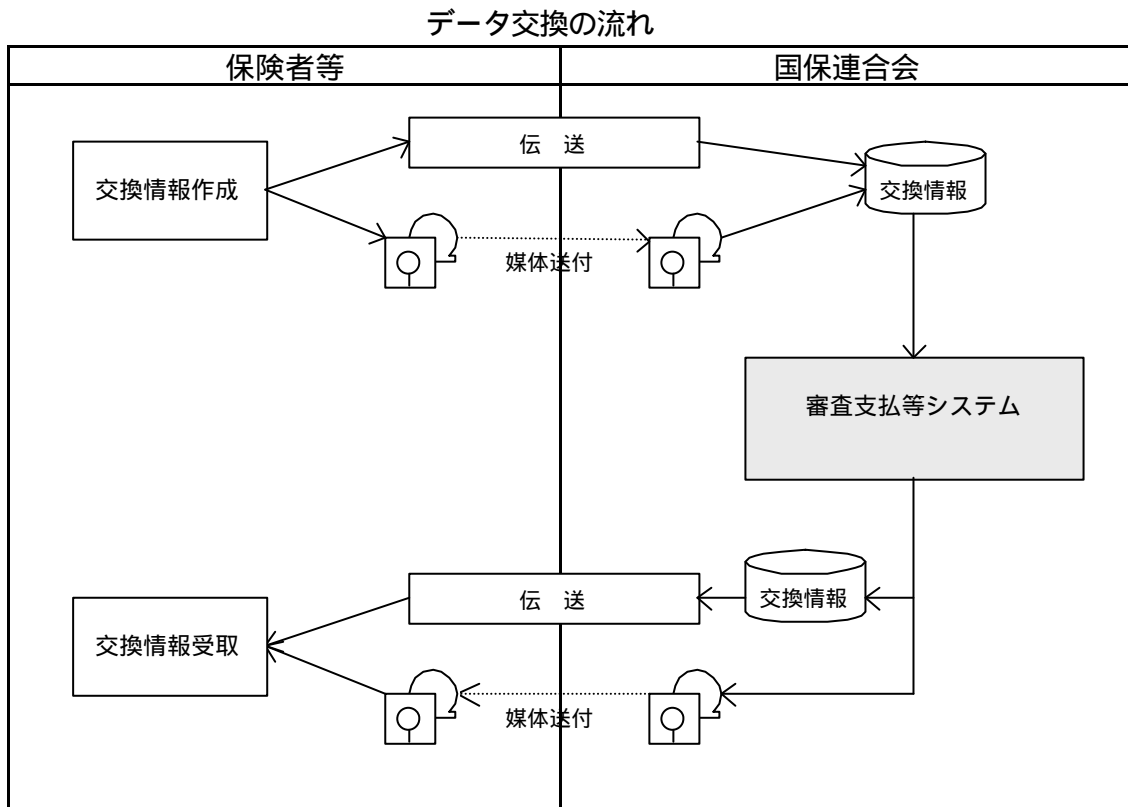 データ交換の流れ
保険者等
国保連合会
伝 送
交換情報作成
交換情報
媒体送付
審査支払等システム
伝 送
交換情報
交換情報受取
媒体送付